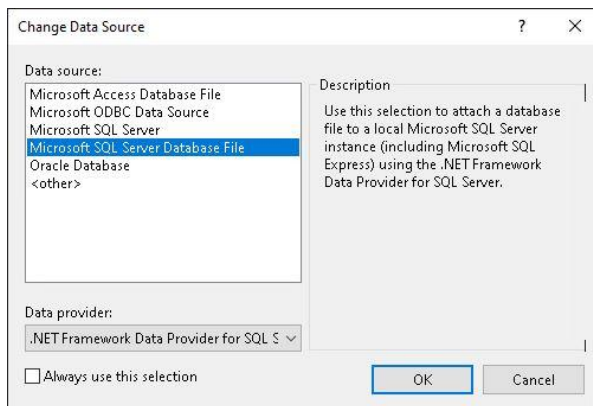 Change Data Source
Data source:
Microsoft Access Database File
Microsoft ODBC Data Source
Microsoft SQL Server
Microsoft SQL Server Database File
Oracle Database
<other>
Description
Use this selection to attach a database
file to a local Microsoft SQL Server
instance (including Microsoft SQL
Express) using the .NET Framework
Data Provider for SQL Server.
Data provider:
.NET Framework Data Provider for SQL S
Always use this selection
OK
Cancel